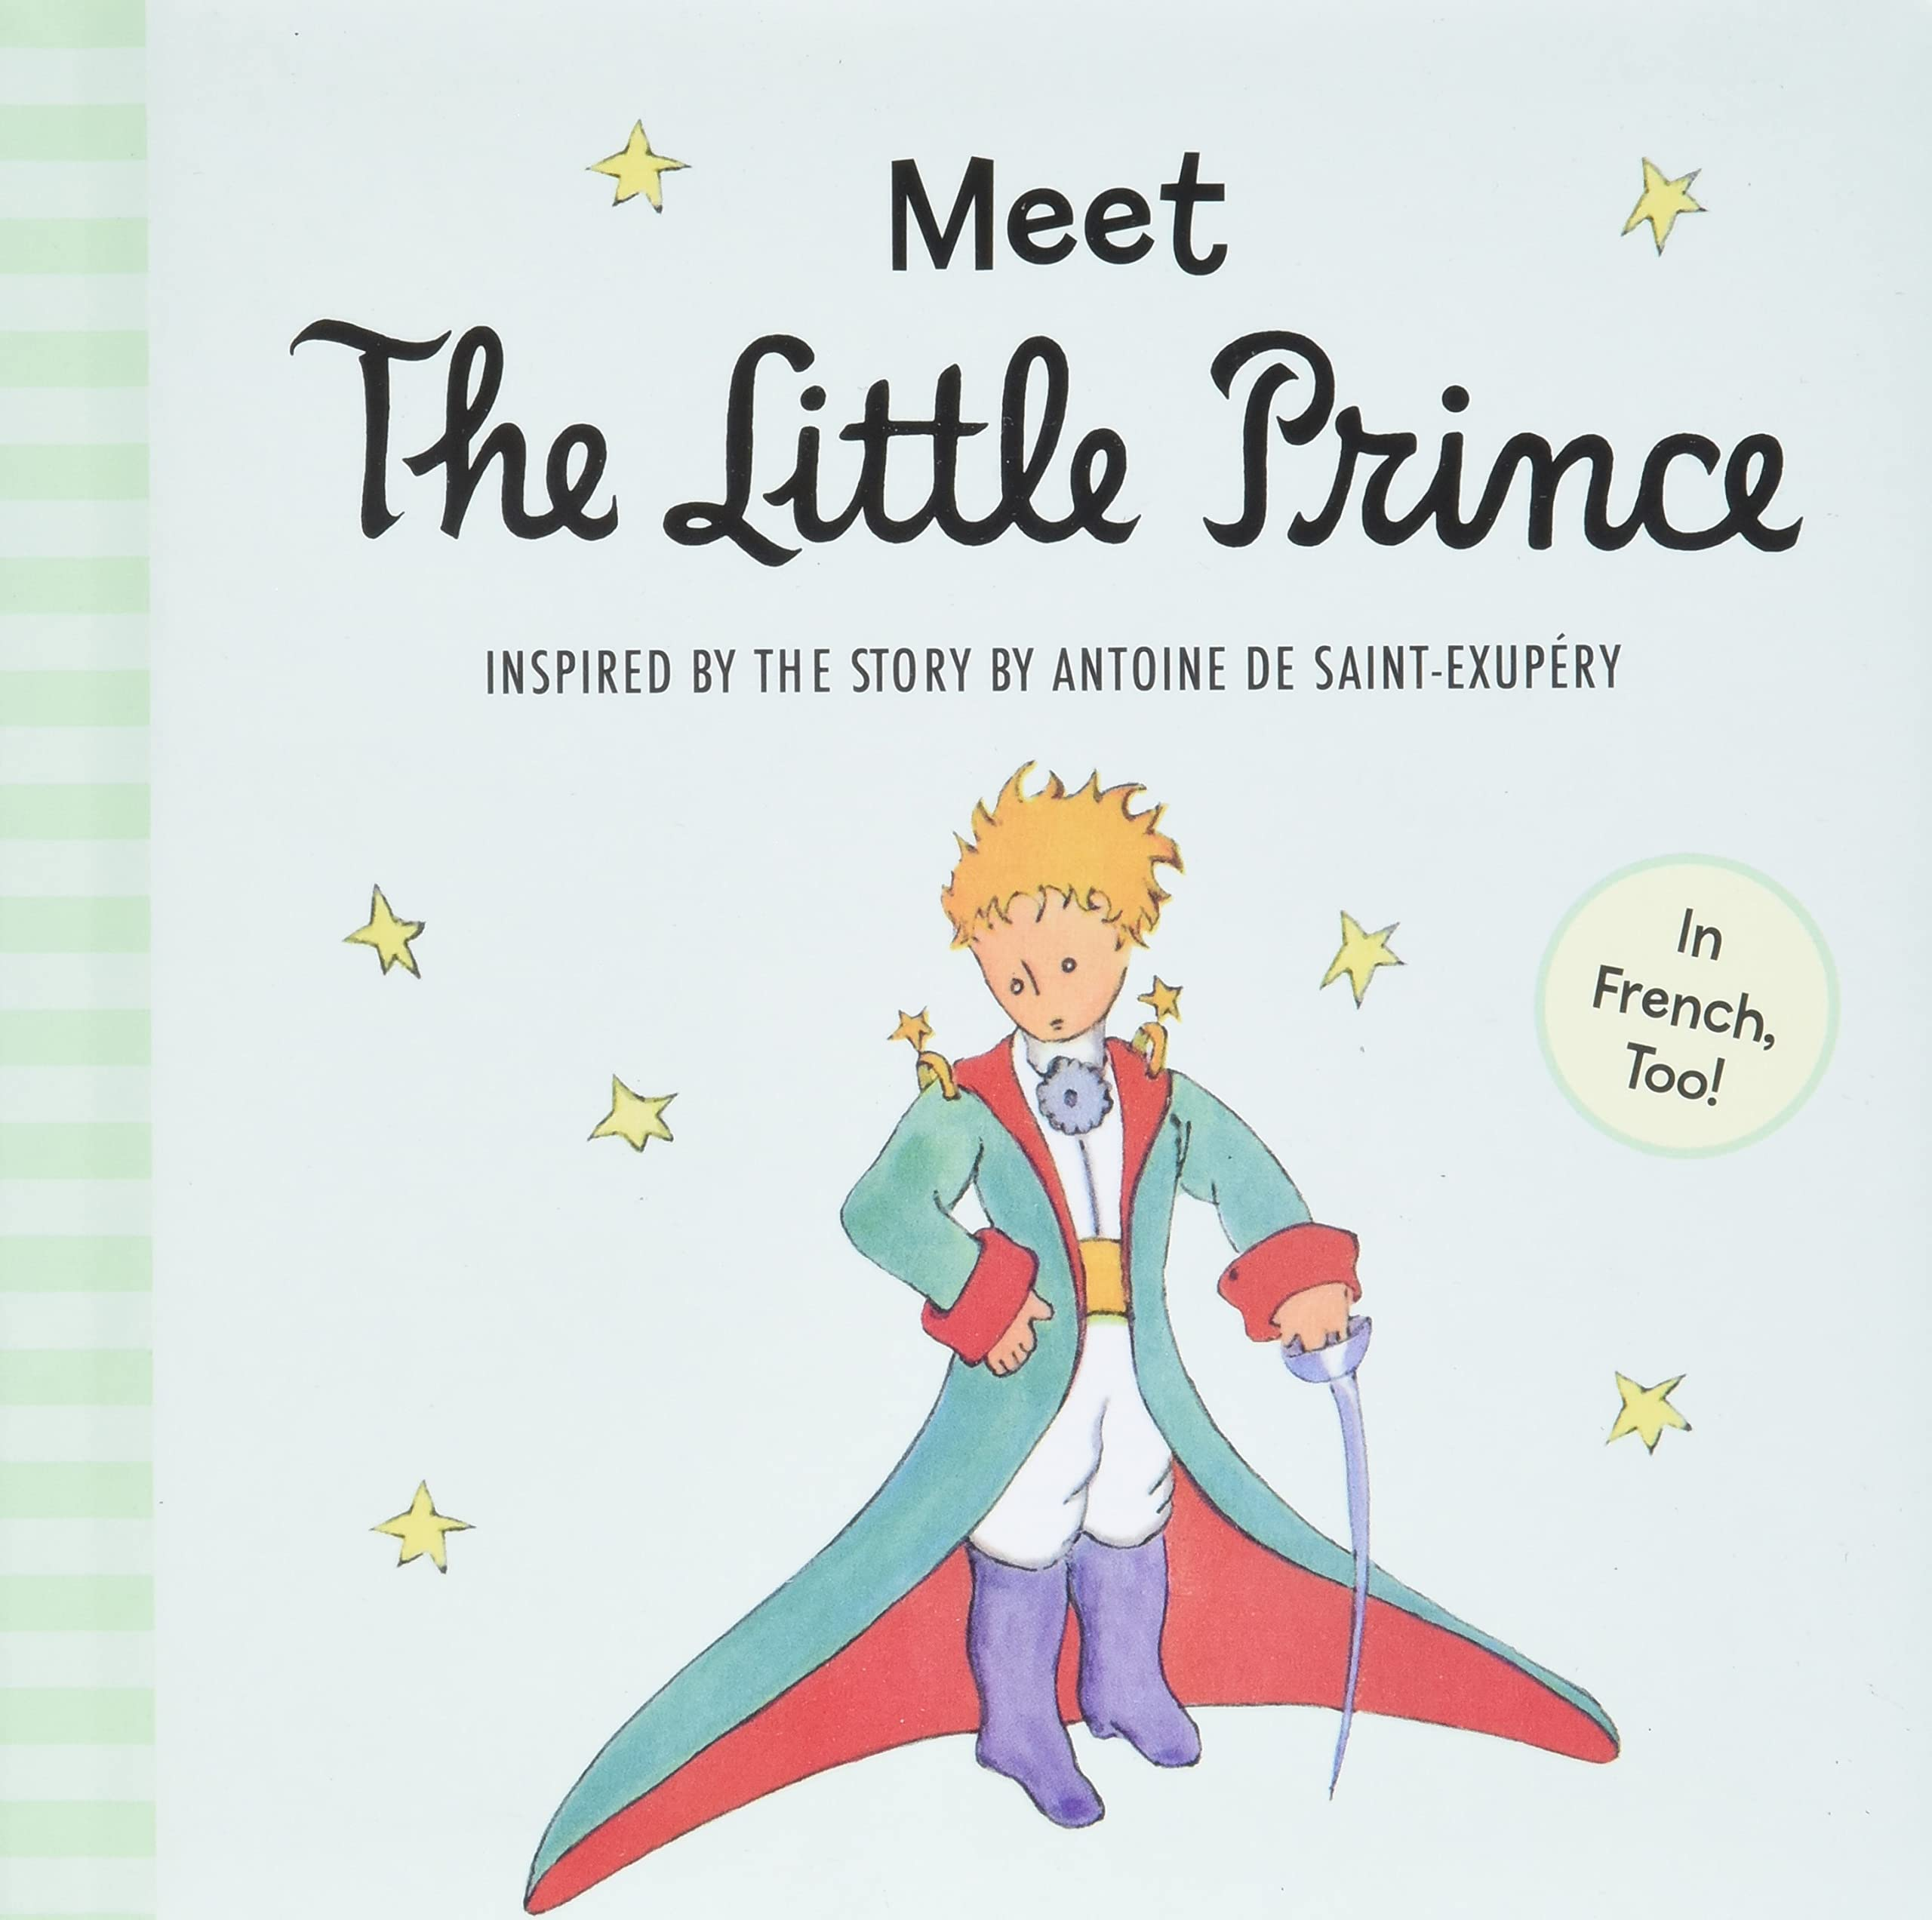 Meet
The Little Prince
INSPIRED BY THE STORY BY ANTOINE DE SAINT-EXUPÉRY
In
French,
Too!